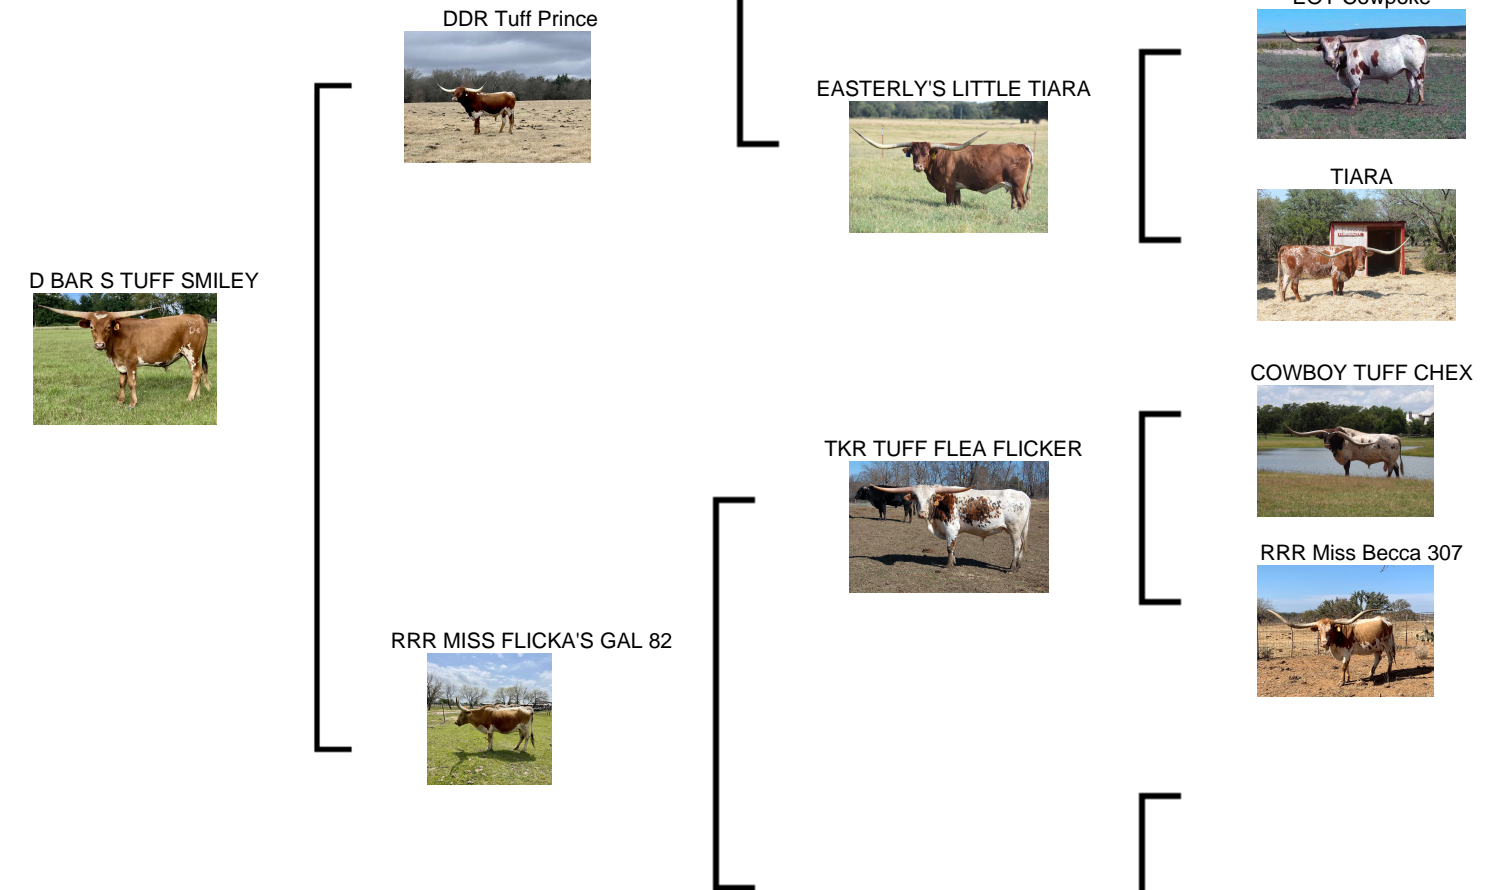 DDR Tuff Prince
EASTERLY'S LITTLE TIARA
TIARA
D BAR S TUFF SMILEY
COWBOY TUFF CHEX
TKR TUFF FLEA FLICKER
RRR Miss Becca 307
RRR MISS FLICKA'S GAL 82